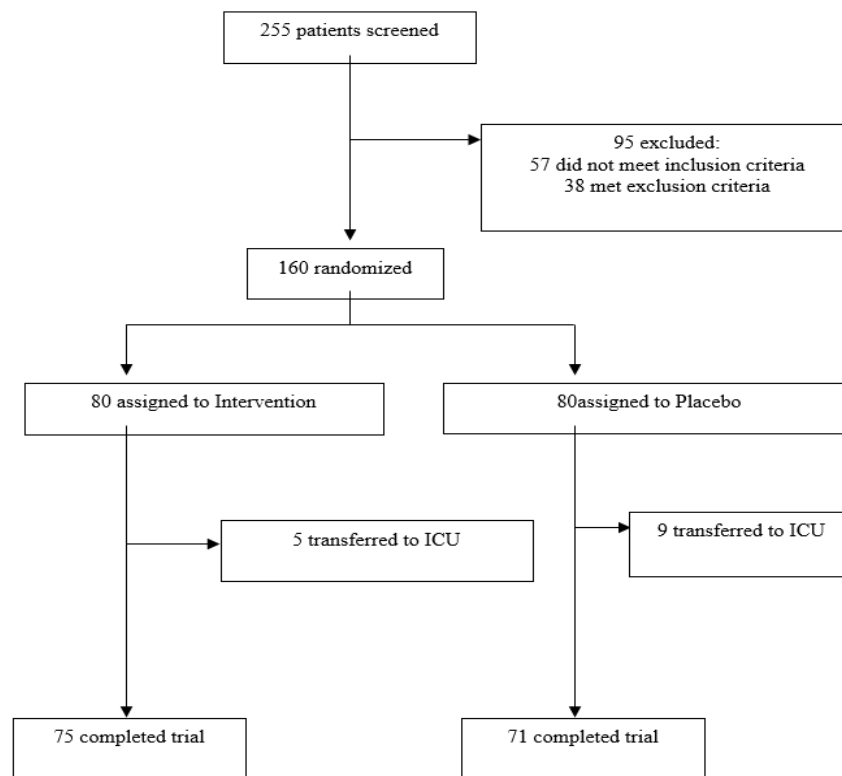 255 patients screened
95 excluded:
57 did not meet inclusion criteria
38 met exclusion criteria
160 randomized
80 assigned to Intervention
80assigned to Placebo
5 transferred to ICU
9 transferred to ICU
75 completed trial
71 completed trial